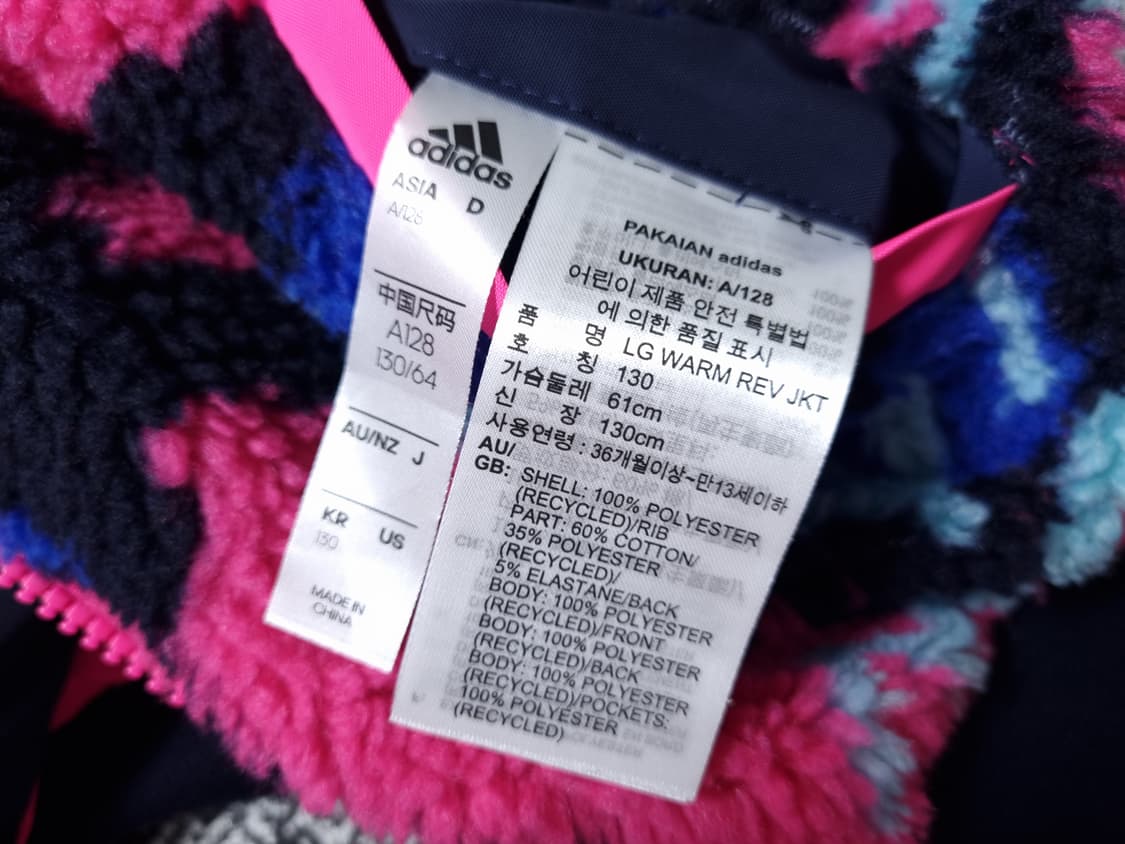 adidas
ASIA D
A/128
中国尺码
A128
130/64
AU/NZ J
KR US
130
MADE IN
CHINA
PAKAIAN adidas
UKURAN: A/128
어린이 제품 안전 특별법
에 의한 품질 표시
품 명 LG WARM REV JKT
호 칭 130
가슴둘레 61cm
신 장 130cm
사용연령 : 36개월이상~만13세이하
AU/
GB: SHELL: 100% POLYESTER
(RECYCLED)/RIB
PART: 60% COTTON/
35% POLYESTER
(RECYCLED)/
5% ELASTANE/BACK
BODY: 100% POLYESTER
(RECYCLED)/FRONT
BODY: 100% POLYESTER
(RECYCLED)/BACK
BODY: 100% POLYESTER
(RECYCLED)/POCKETS:
100% POLYESTER
(RECYCLED)